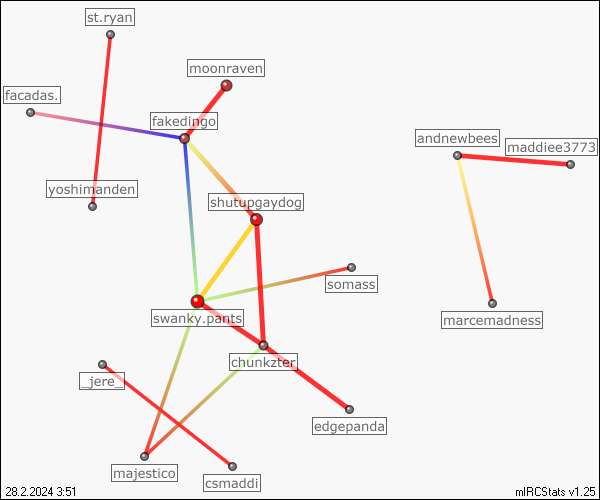 st.ryan
moonraven
facadas.
fakedingo
andnewbees
maddiee3773
yoshimanden
shutupgaydog
somass
swanky.pants
marcemadness
chunkzter
_jere_
edgepanda
majestico
csmaddi
28.2.2024 3:51
mIRCStats v1.25